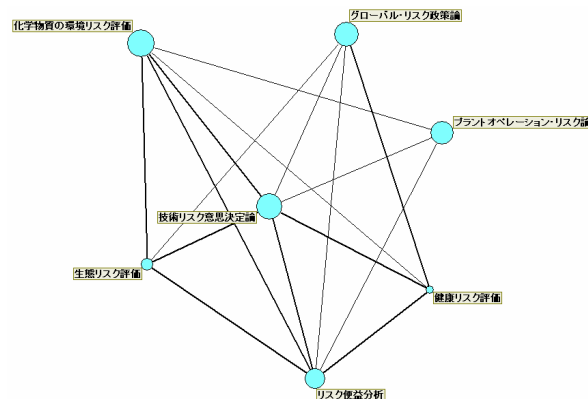 グローバル・リスク政策論
化学物質の環境リスク評価
プラントオペレーション・リスク論
技術リスク意思決定論
生態リスク評価
健康リスク評価
リスク便益分析